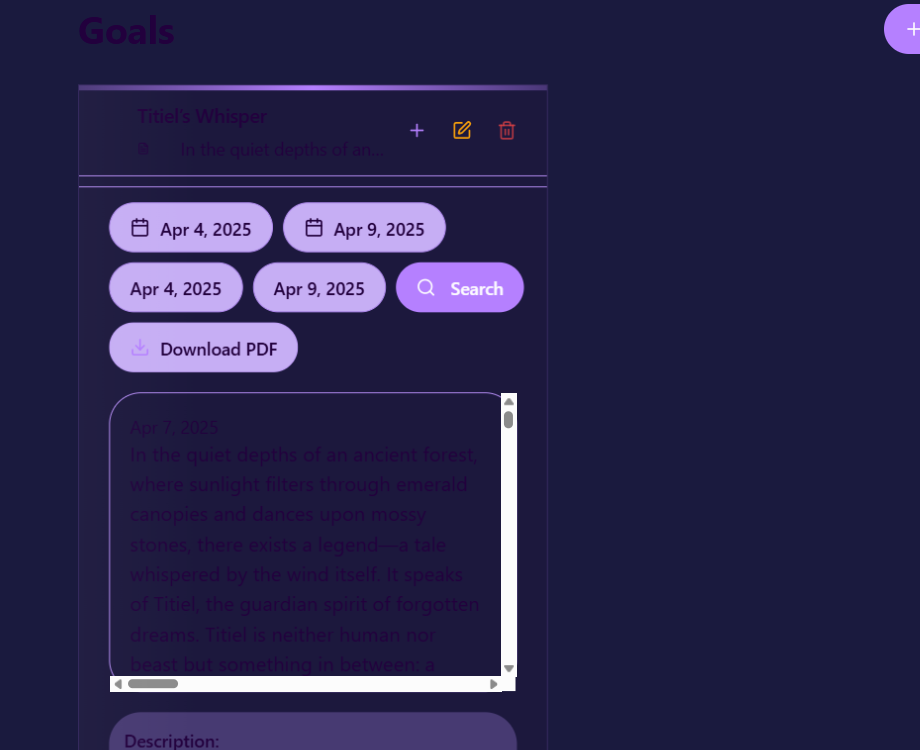 Goals
Titiel's Whisper
In the quiet depths of an...
Apr 4, 2025
Apr 9, 2025
Apr 4, 2025
Apr 9, 2025
Search
Download PDF
Apr 7, 2025
In the quiet depths of an ancient forest,
where sunlight filters through emerald
canopies and dances upon mossy
stones, there exists a legend—a tale
whispered by the wind itself. It speaks
of Titiel, the guardian spirit of forgotten
dreams. Titiel is neither human nor
beast but something in between: a
Description: